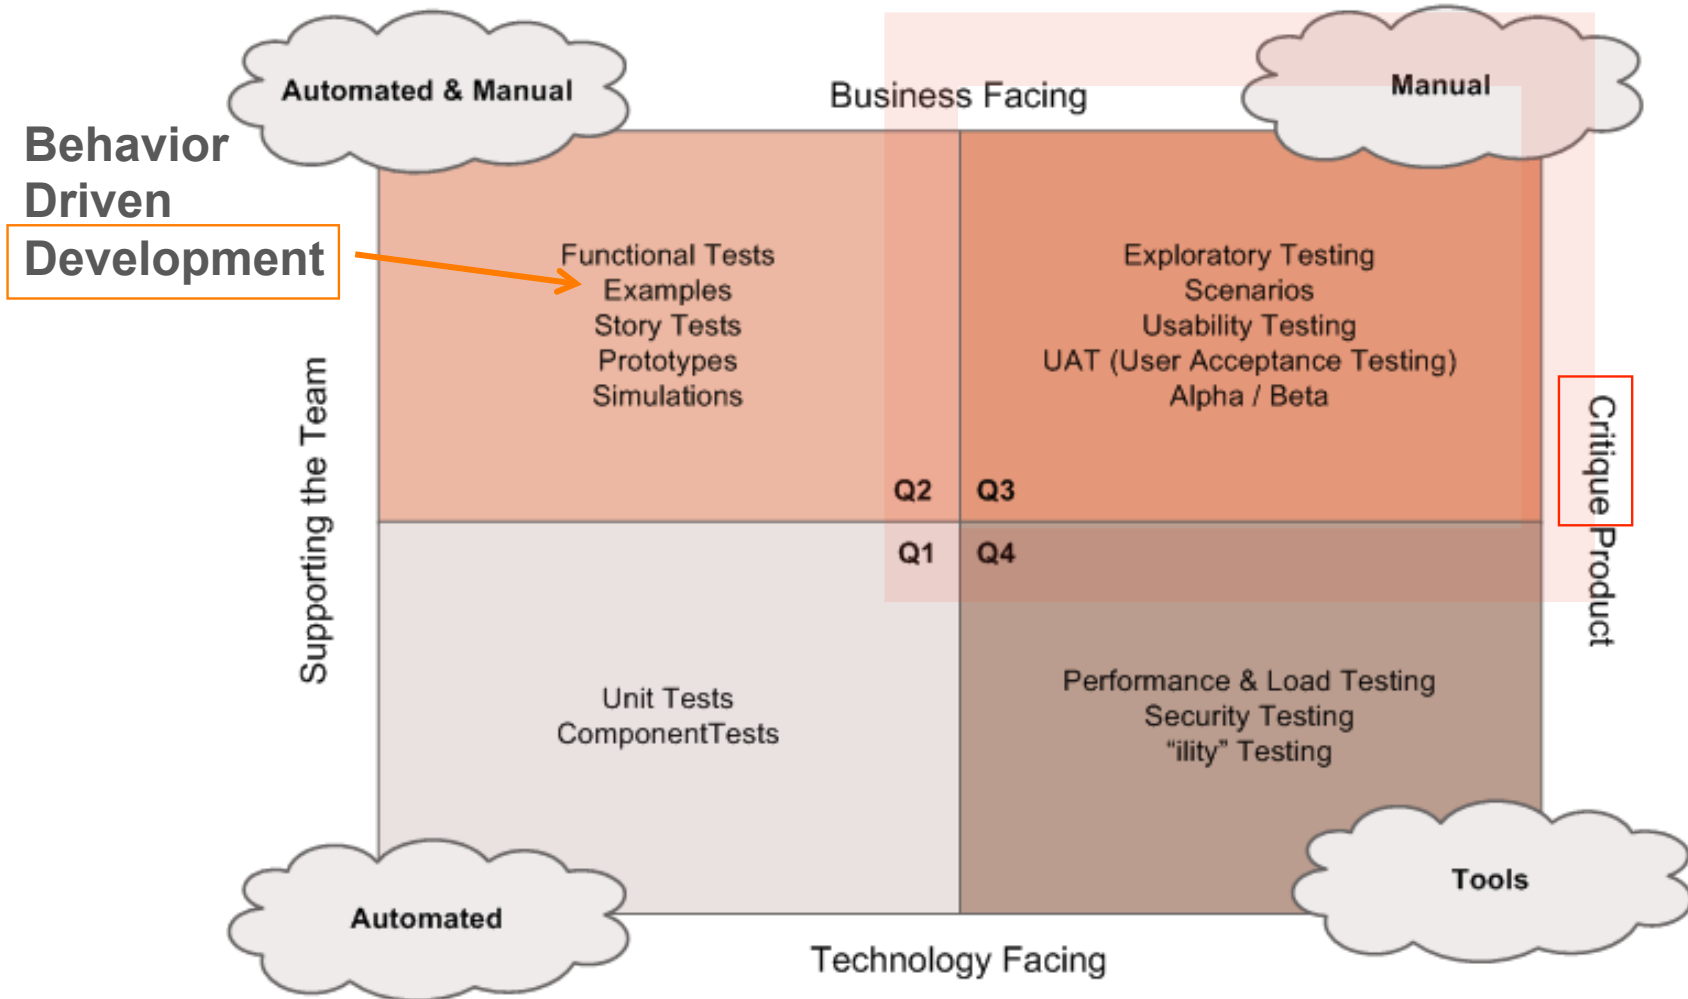 Automated & Manual
Business Facing
Manual
Behavior
Driven
Development
Functional Tests
Examples
Story Tests
Prototypes
Simulations
Exploratory Testing
Scenarios
Usability Testing
UAT (User Acceptance Testing)
Alpha / Beta
Supporting the Team
Critique Product
Q2
Q3
Q1
Q4
Unit Tests
ComponentTests
Performance & Load Testing
Security Testing
“ility” Testing
Automated
Tools
Technology Facing